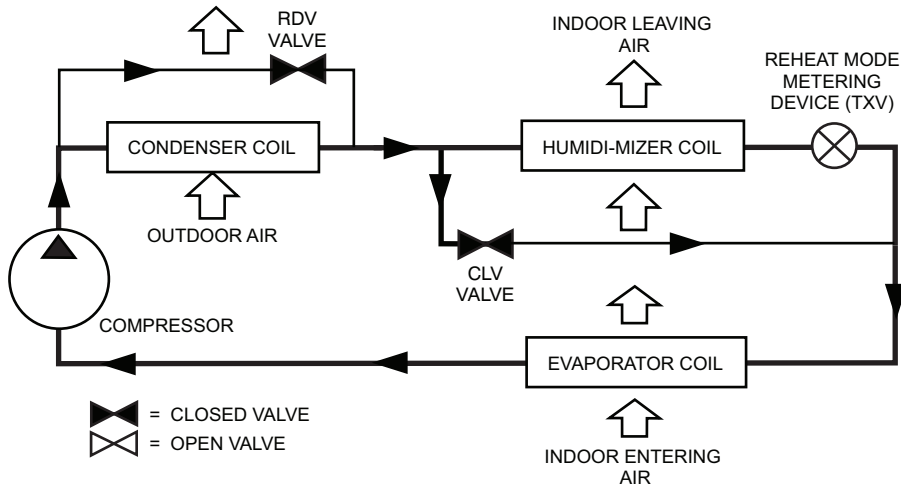 RDV
VALVE
INDOOR LEAVING
AIR
REHEAT MODE
METERING
DEVICE (TXV)
CONDENSER COIL
HUMIDI-MIZER COIL
OUTDOOR AIR
CLV
VALVE
COMPRESSOR
EVAPORATOR COIL
= CLOSED VALVE
= OPEN VALVE
INDOOR ENTERING
AIR